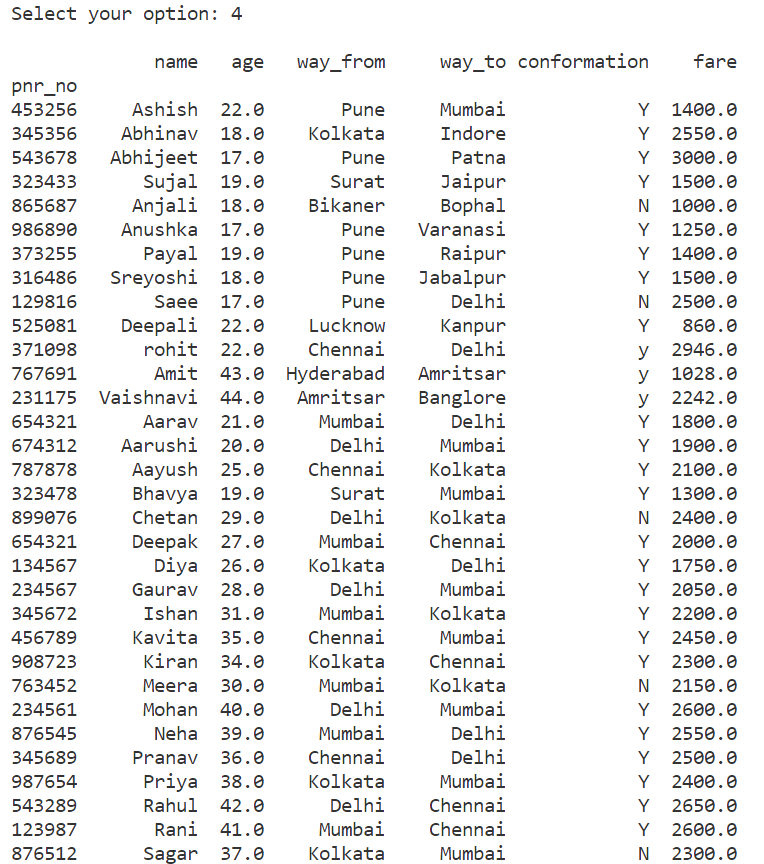 Select your option: 4
name age way_from way_to conformation fare
pnr_no
453256 Ashish 22.0 Pune Mumbai Y 1400.0
345356 Abhinav 18.0 Kolkata Indore Y 2550.0
543678 Abhijeet 17.0 Pune Patna Y 3000.0
323433 Sujal 19.0 Surat Jaipur Y 1500.0
865687 Anjali 18.0 Bikaner Bophal N 1000.0
986890 Anushka 17.0 Pune Varanasi Y 1250.0
373255 Payal 19.0 Pune Raipur Y 1400.0
316486 Sreyoshi 18.0 Pune Jabalpur Y 1500.0
129816 Saee 17.0 Pune Delhi N 2500.0
525081 Deepali 22.0 Lucknow Kanpur Y 860.0
371098 rohit 22.0 Chennai Delhi y 2946.0
767691 Amit 43.0 Hyderabad Amritsar y 1028.0
231175 Vaishnavi 44.0 Amritsar Banglore y 2242.0
654321 Aarav 21.0 Mumbai Delhi Y 1800.0
674312 Aarushi 20.0 Delhi Mumbai Y 1900.0
787878 Aayush 25.0 Chennai Kolkata Y 2100.0
323478 Bhavya 19.0 Surat Mumbai Y 1300.0
899076 Chetan 29.0 Delhi Kolkata N 2400.0
654321 Deepak 27.0 Mumbai Chennai Y 2000.0
134567 Diya 26.0 Kolkata Delhi Y 1750.0
234567 Gaurav 28.0 Delhi Mumbai Y 2050.0
345672 Ishan 31.0 Mumbai Kolkata Y 2200.0
456789 Kavita 35.0 Chennai Mumbai Y 2450.0
908723 Kiran 34.0 Kolkata Chennai Y 2300.0
763452 Meera 30.0 Mumbai Kolkata N 2150.0
234561 Mohan 40.0 Delhi Mumbai Y 2600.0
876545 Neha 39.0 Mumbai Delhi Y 2550.0
345689 Pranav 36.0 Chennai Delhi Y 2500.0
987654 Priya 38.0 Kolkata Mumbai Y 2400.0
543289 Rahul 42.0 Delhi Chennai Y 2650.0
123987 Rani 41.0 Mumbai Chennai Y 2600.0
876512 Sagar 37.0 Kolkata Mumbai N 2300.0